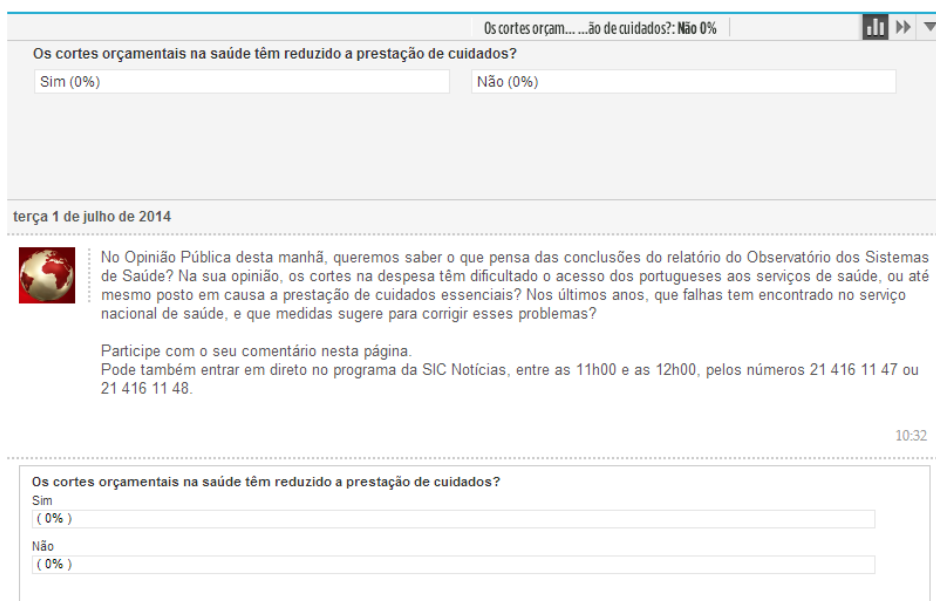 Os cortes orçam... ...ão de cuidados?: Não 0%
Os cortes orçamentais na saúde têm reduzido a prestação de cuidados?
Sim (0%) Não (0%)
terça 1 de julho de 2014
No Opinião Pública desta manhã, queremos saber o que pensa das conclusões do relatório do Observatório dos Sistemas
de Saúde? Na sua opinião, os cortes na despesa têm dificultado o acesso dos portugueses a serviços de saúde, ou até
mesmo posto em causa a prestação de cuidados essenciais? Nos últimos anos, que falhas tem encontrado no serviço
nacional de saúde, e que medidas sugere para corrigir esses problemas?
Participe com o seu comentário nesta página.
Pode também entrar em direto no programa da SIC Notícias, entre as 11h00 e as 12h00, pelos números 21 416 11 47 ou
21 416 11 48.
10:32
Os cortes orçamentais na saúde têm reduzido a prestação de cuidados?
Sim
( 0% )
Não
( 0% )